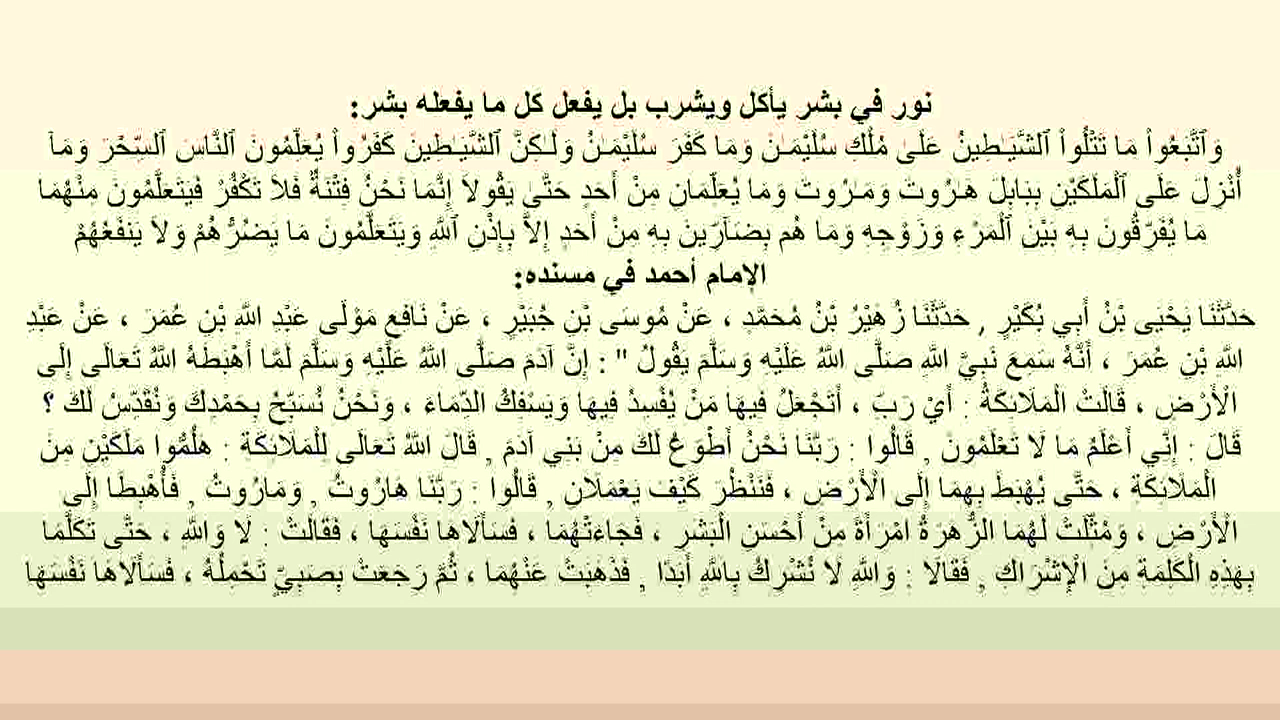 نور في بشر يأكل ويشرب بل يفعل كل ما يفعله بشر:
وَٱتَّبَعُواْ مَا تَتْلُواْ ٱلشَّيَـٰطِينُ عَلَىٰ مُلْكِ سُلَيْمَـٰنَ وَمَا كَفَرَ سُلَيْمَـٰنُ وَلَـٰكِنَّ ٱلشَّيَـٰطِينَ كَفَرُواْ يُعَلِّمُونَ ٱلنَّاسَ ٱلسِّحْرَ وَمَآ
أُنْزِلَ عَلَى ٱلْمَلَكَيْنِ بِبَابِلَ هَـٰرُوتَ وَمَـٰرُوتَ وَمَا يُعَلِّمَانِ مِنْ أَحَدٍ حَتَّىٰ يَقُولاَ إِنَّمَا نَحْنُ فِتْنَةٌ فَلاَ تَكْفُرْ فَيَتَعَلَّمُونَ مِنْهُمَا
مَا يُفَرِّقُونَ بِهِ بَيْنَ ٱلْمَرْءِ وَزَوْجِهِ وَمَا هُم بِضَآرِّينَ بِهِ مِنْ أَحَدٍ إِلاَّ بِإِذْنِ ٱللَّهِ وَيَتَعَلَّمُونَ مَا يَضُرُّهُمْ وَلاَ يَنفَعُهُمْ
الإمام أحمد في مسنده:
حَدَّثَنَا يَحْيَى بْنُ أَبِي بُكَيْرٍ , حَدَّثَنَا زُهَيْرُ بْنُ مُحَمَّدٍ ، عَنْ مُوسَى بْنِ جُبَيْرٍ ، عَنْ نَافِعٍ مَوْلَى عَبْدِ اللَّهِ بْنِ عُمَرَ ، عَنْ عَبْدِ
اللَّهِ بْنِ عُمَرَ ، أَنَّهُ سَمِعَ نَبِيَّ اللَّهِ صَلَّى اللَّهُ عَلَيْهِ وَسَلَّمَ يَقُولُ " : إِنَّ آدَمَ صَلَّى اللَّهُ عَلَيْهِ وَسَلَّمَ لَمَّا أَهْبَطَهُ اللَّهُ تَعَالَى إِلَى
الْأَرْضِ ، قَالَتْ الْمَلَائِكَةُ : أَيْ رَبِّ ، أَتَجْعَلُ فِيهَا مَنْ يُفْسِدُ فِيهَا وَيَسْفِكُ الدِّمَاءَ ، وَنَحْنُ نُسَبِّحُ بِحَمْدِكَ وَنُقَدِّسُ لَكَ ؟
قَالَ : إِنِّي أَعْلَمُ مَا لَا تَعْلَمُونَ , قَالُوا : رَبَّنَا نَحْنُ أَطْوَعُ لَكَ مِنْ بَنِي آدَمَ , قَالَ اللَّهُ تَعَالَى لِلْمَلَائِكَةِ : هَلُمُّوا مَلَكَيْنِ مِنَ
الْمَلَائِكَةِ ، حَتَّى يُهْبَطَ بِهِمَا إِلَى الْأَرْضِ ، فَنَنْظُرَ كَيْفَ يَعْمَلَانِ , قَالُوا : رَبَّنَا هَارُوتُ , وَمَارُوتُ , فَأُهْبِطَا إِلَى
الْأَرْضِ ، وَمُثِّلَتْ لَهُمَا الزُّهَرَةُ امْرَأَةً مِنْ أَحْسَنِ الْبَشَرِ ، فَجَاءَتْهُمَا ، فَسَأَلَاهَا نَفْسَهَا ، فَقَالَتْ : لَا وَاللَّهِ ، حَتَّى تَكَلَّمَا
بِهَذِهِ الْكَلِمَةِ مِنَ الْإِشْرَاكِ , فَقَالَا : وَاللَّهِ لَا نُشْرِكُ بِاللَّهِ أَبَدًا , فَذَهَبَتْ عَنْهُمَا ، ثُمَّ رَجَعَتْ بِصَبِيٍّ تَحْمِلُهُ ، فَسَأَلَاهَا نَفْسَهَا